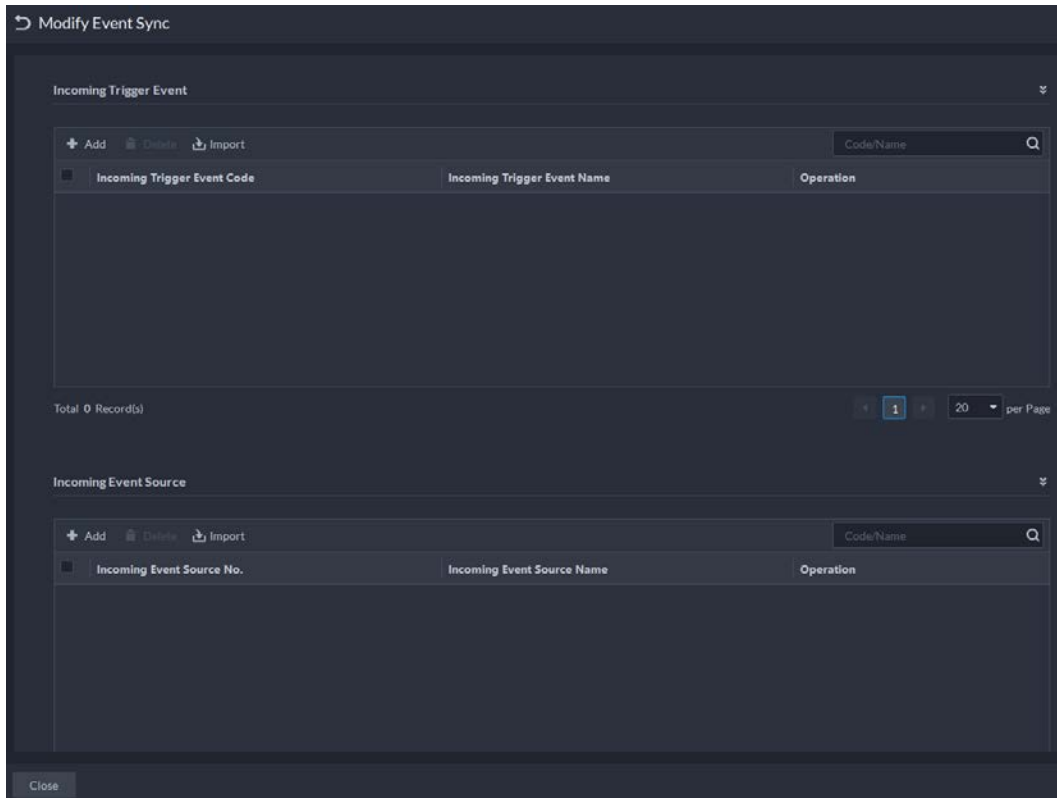 Modify Event Sync
Incoming Trigger Event
Add Delete Import Code/Name
Incoming Trigger Event Code Incoming Trigger Event Name Operation
Total 0 Record(s) 1 20 per Page
Incoming Event Source
Add Delete Import Code/Name
Incoming Event Source No. Incoming Event Source Name Operation
Close